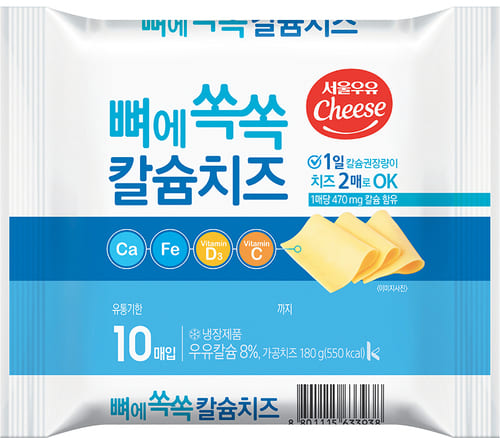 뼈에 쏙쏙 칼슘치즈
뼈에 쏙쏙
칼슘치즈
서울우유
Cheese
1일 칼슘권장량이
치즈 2매로 OK
1매당 470 mg 칼슘 함유
Ca
Fe
Vitamin D3
Vitamin C
(이미지사진)
유통기한
까지
10매입
냉장제품
우유칼슘 8%, 가공치즈 180 g (550 kcal)
뼈에 쏙쏙 칼슘치즈
8 801115 633938